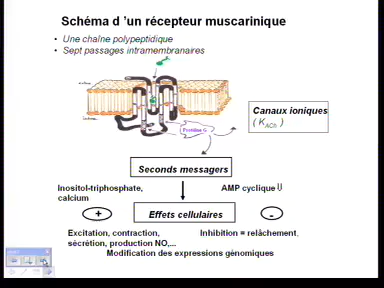 Schéma d 'un récepteur muscarinique
• Une chaîne polypeptidique
• Sept passages intramembranaires
Protéine G
Canaux ioniques
( KACh )
Seconds messagers
Inositol-triphosphate,
calcium
AMP cyclique
+
Effets cellulaires
-
Excitation, contraction,
sécrétion, production NO,...
Inhibition = relâchement,
Modification des expressions génomiques